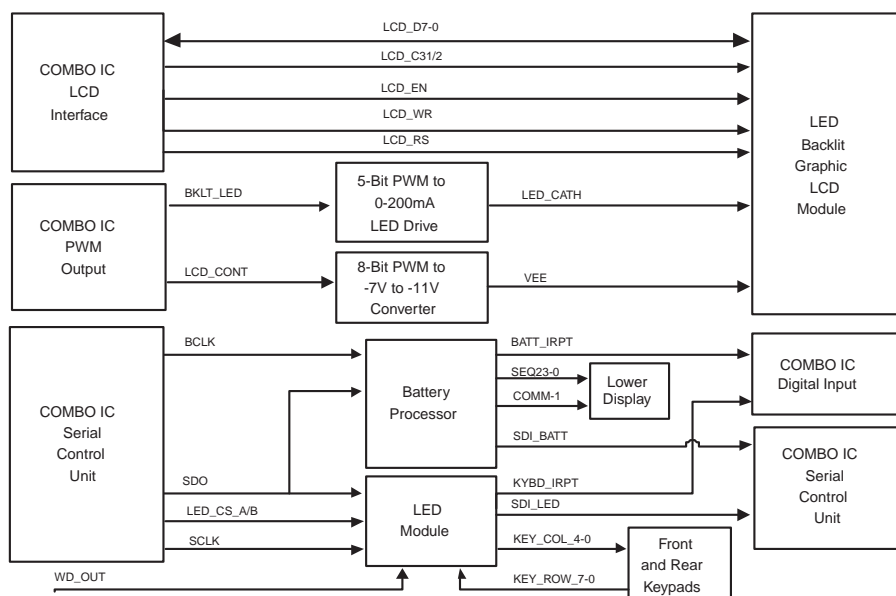 LCD_D7-0
LCD_C31/2
LCD_EN
LCD_WR
LCD_RS
COMBO IC
LCD
Interface
LED
Backlit
Graphic
LCD
Module
COMBO IC
PWM
Output
BKLT_LED
5-Bit PWM to
0-200mA
LED Drive
LED_CATH
LCD_CONT
8-Bit PWM to
-7V to -11V
Converter
VEE
COMBO IC
Serial
Control
Unit
BCLK
SDO
LED_CS_A/B
SCLK
WD_OUT
Battery
Processor
BATT_IRPT
SEQ23-0
COMM-1
SDI_BATT
Lower
Display
COMBO IC
Digital Input
LED
Module
KYBD_IRPT
SDI_LED
KEY_COL_4-0
KEY_ROW_7-0
COMBO IC
Serial
Control
Unit
Front
and Rear
Keypads